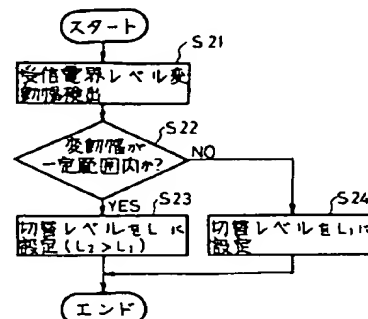 スタート
S21
受信電界レベル変
動幅検出
S22
変動幅が
一定範囲内か?
NO
YES
S23
切替レベルをL₂に
設定(L₂>L₁)
S24
切替レベルをL₁に
設定
エンド